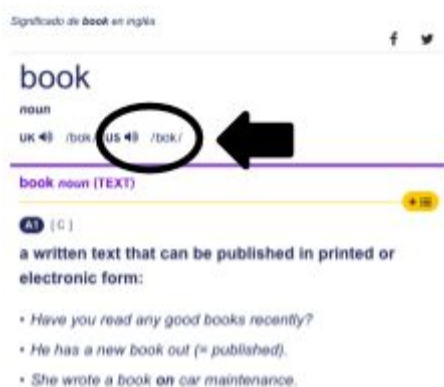 Significado de book en inglés
book
noun
UK /bʊk/ US /bʊk/
book noun (TEXT)
A1 [ C ]
a written text that can be published in printed or
electronic form:
• Have you read any good books recently?
• He has a new book out (= published).
• She wrote a book on car maintenance.